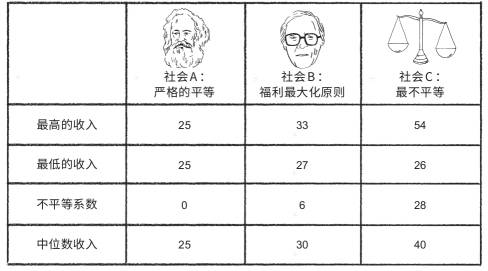 社会A： 社会B： 社会C：
严格的平等 福利最大化原则 最不平等
最高的收入 25 33 54
最低的收入 25 27 26
不平等系数 0 6 28
中位数收入 25 30 40